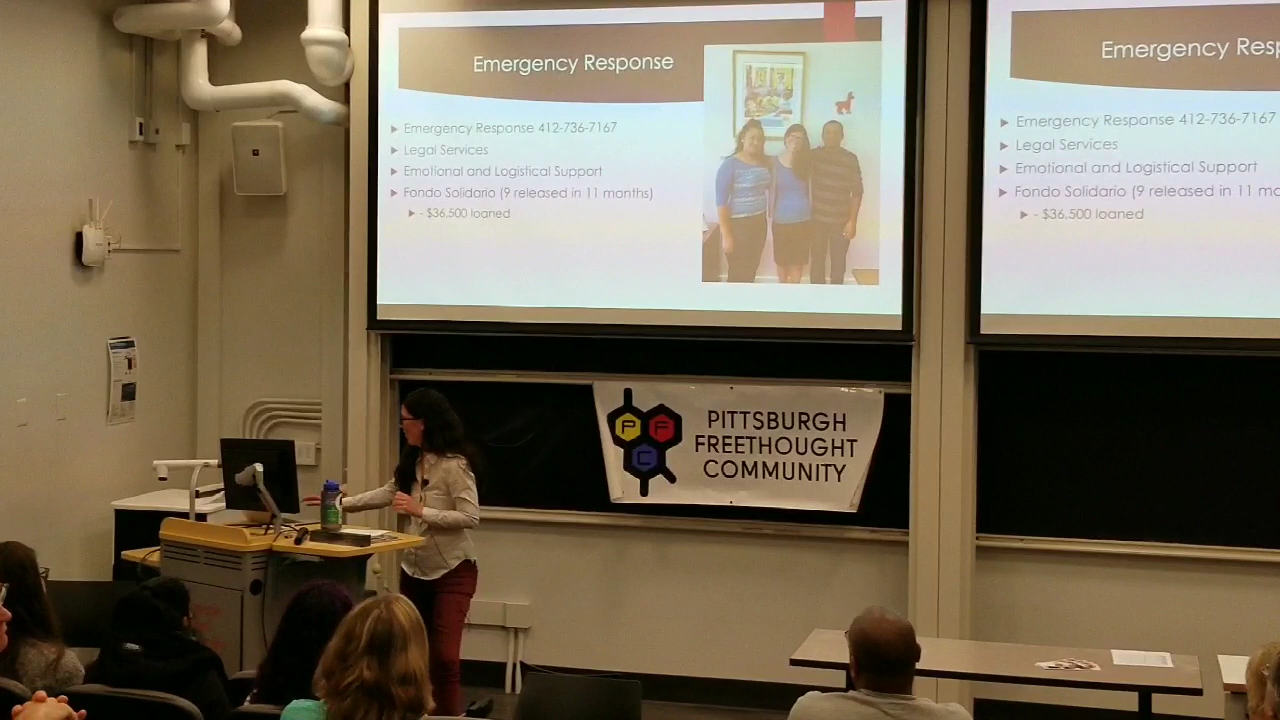 Emergency Response
▶ Emergency Response 412-736-7167
▶ Legal Services
▶ Emotional and Logistical Support
▶ Fondo Solidario (9 released in 11 months)
▶ - $36,500 loaned
Emergency Resp
▶ Emergency Response 412-736-7167
▶ Legal Services
▶ Emotional and Logistical Support
▶ Fondo Solidario (9 released in 11 mo
▶ - $36,500 loaned
P F
C
PITTSBURGH
FREETHOUGHT
COMMUNITY